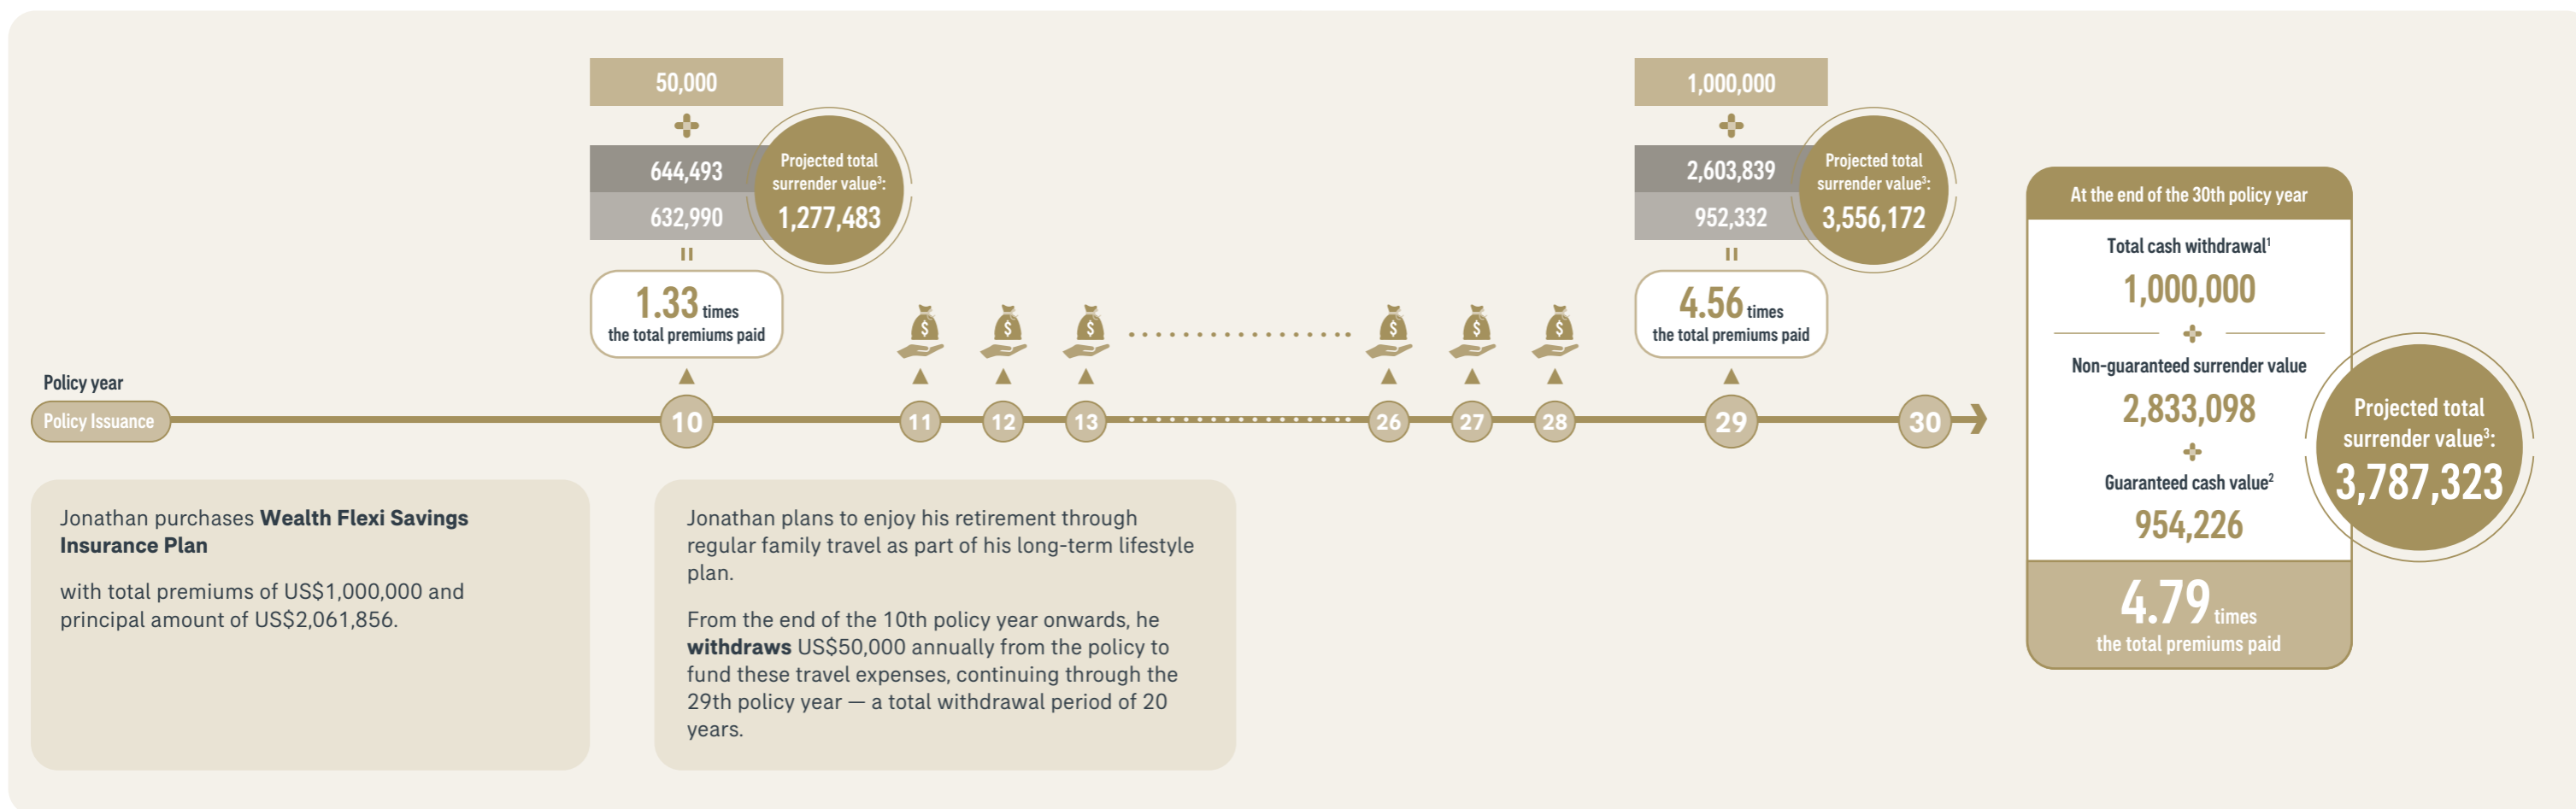 50,000
644,493
632,990
Projected total
surrender value³:
1,277,483
1.33 times
the total premiums paid
1,000,000
2,603,839
952,332
Projected total
surrender value³:
3,556,172
4.56 times
the total premiums paid
$
$
$
$
$
$
Policy year
Policy Issuance
10
11
12
13
26
27
28
29
30
At the end of the 30th policy year
Total cash withdrawal¹
1,000,000
Non-guaranteed surrender value
2,833,098
Guaranteed cash value²
954,226
Projected total
surrender value³:
3,787,323
4.79 times
the total premiums paid
Jonathan purchases Wealth Flexi Savings
Insurance Plan
with total premiums of US$1,000,000 and
principal amount of US$2,061,856.
Jonathan plans to enjoy his retirement through
regular family travel as part of his long-term lifestyle
plan.
From the end of the 10th policy year onwards, he
withdraws US$50,000 annually from the policy to
fund these travel expenses, continuing through the
29th policy year — a total withdrawal period of 20
years.